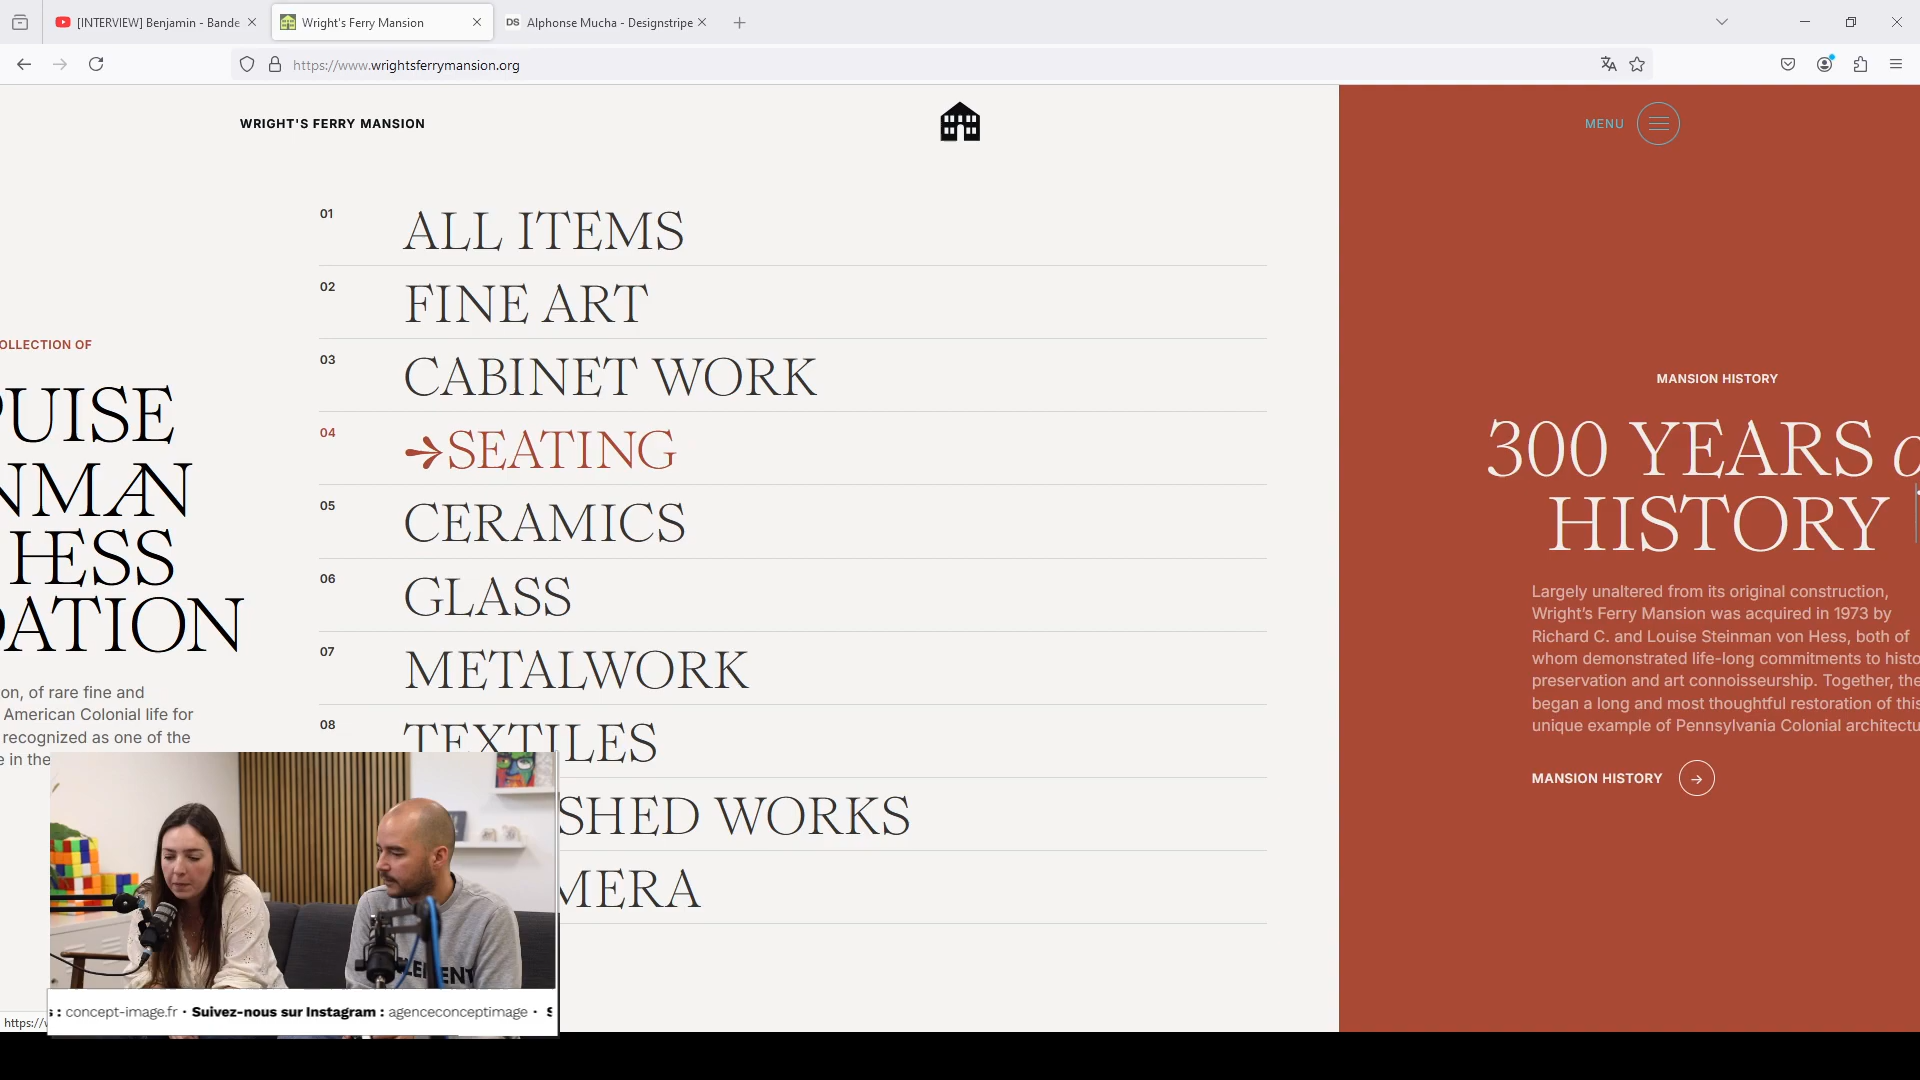 [INTERVIEW] Benjamin - Bande
Wright's Ferry Mansion
DS
Alphonse Mucha - Designstripe
https://www.wrightsferrymansion.org
WRIGHT'S FERRY MANSION
MENU
OLLECTION OF
UISE
NMAN
HESS
DATION
on, of rare fine and
American Colonial life for
recognized as one of the
e in the
01
ALL ITEMS
02
FINE ART
03
CABINET WORK
04
SEATING
05
CERAMICS
06
GLASS
07
METALWORK
08
TEXTILES
SHED WORKS
MERA
MANSION HISTORY
300 YEARS o
HISTORY
Largely unaltered from its original construction,
Wright's Ferry Mansion was acquired in 1973 by
Richard C. and Louise Steinman von Hess, both of
whom demonstrated life-long commitments to histo
preservation and art connoisseurship. Together, the
began a long and most thoughtful restoration of this
unique example of Pennsylvania Colonial architectu
MANSION HISTORY
s : concept-image.fr · Suivez-nous sur Instagram : agenceconceptimage · S
https://w